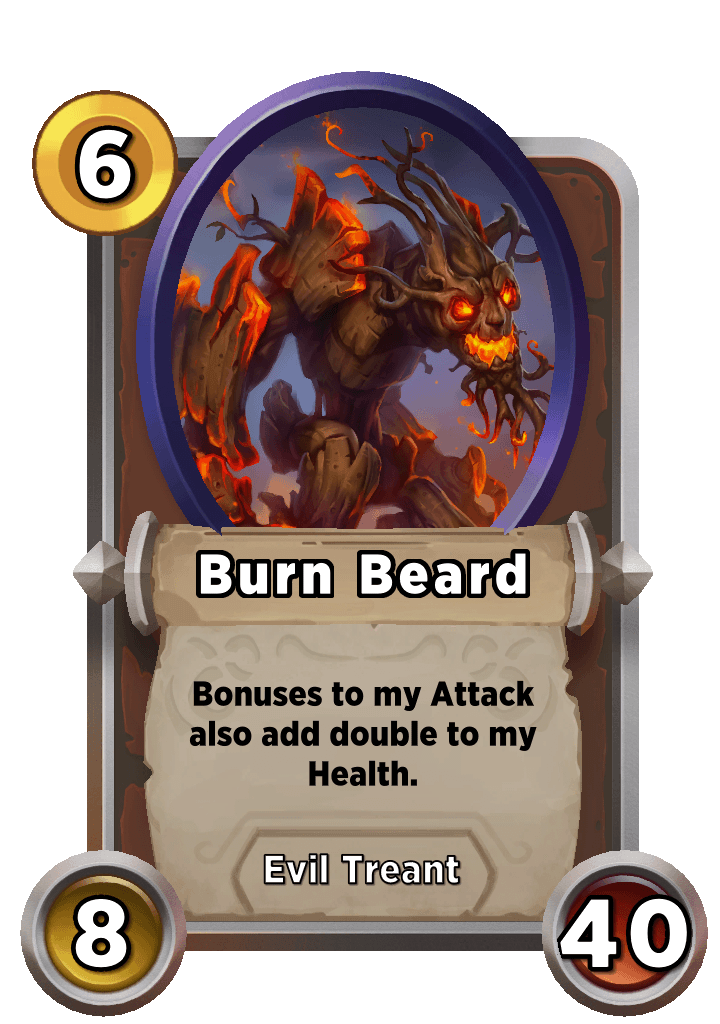 6
Burn Beard
Bonuses to my Attack
also add double to my
Health.
Evil Treant
8
40